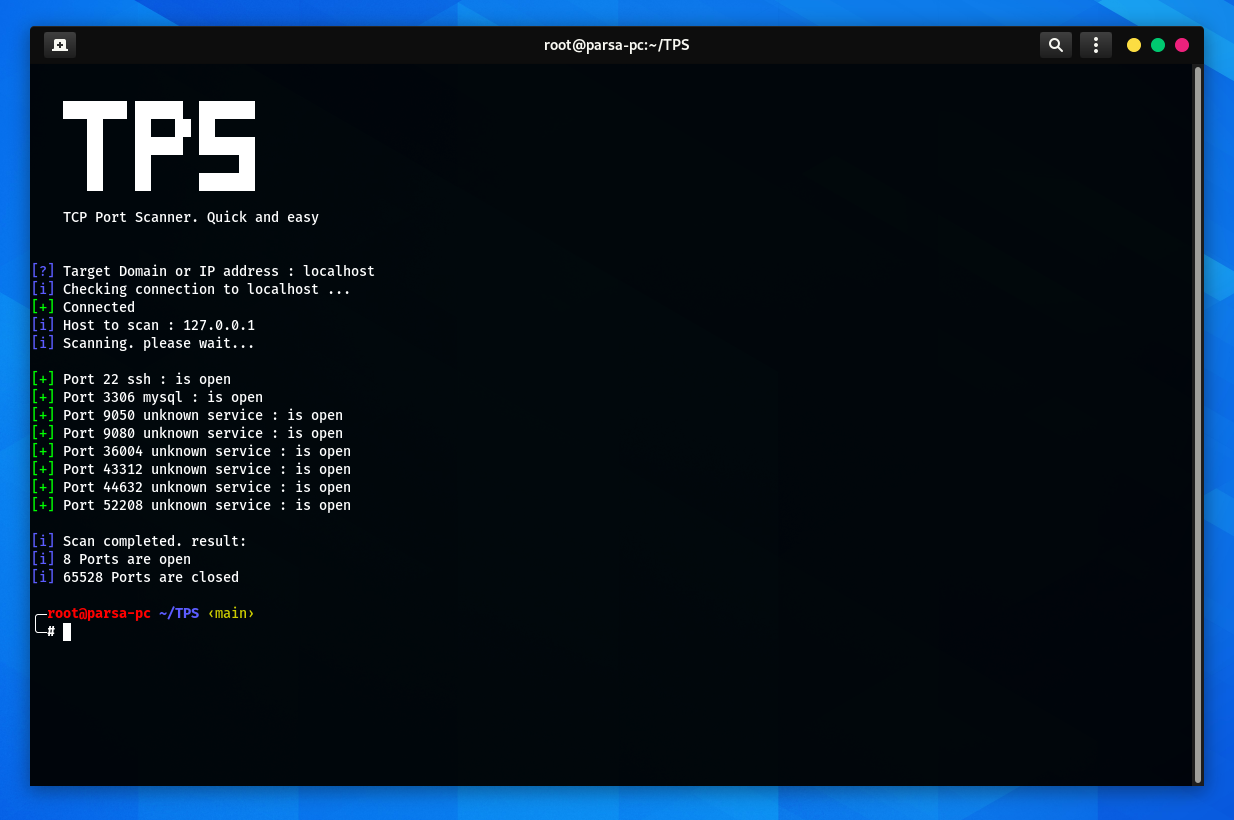 root@parsa-pc:~/TPS
TPS
TCP Port Scanner. Quick and easy
[?] Target Domain or IP address : localhost
[i] Checking connection to localhost ...
[+] Connected
[i] Host to scan : 127.0.0.1
[i] Scanning. please wait...
[+] Port 22 ssh : is open
[+] Port 3306 mysql : is open
[+] Port 9050 unknown service : is open
[+] Port 9080 unknown service : is open
[+] Port 36004 unknown service : is open
[+] Port 43312 unknown service : is open
[+] Port 44632 unknown service : is open
[+] Port 52208 unknown service : is open
[i] Scan completed. result:
[i] 8 Ports are open
[i] 65528 Ports are closed
root@parsa-pc ~/TPS ‹main›
#